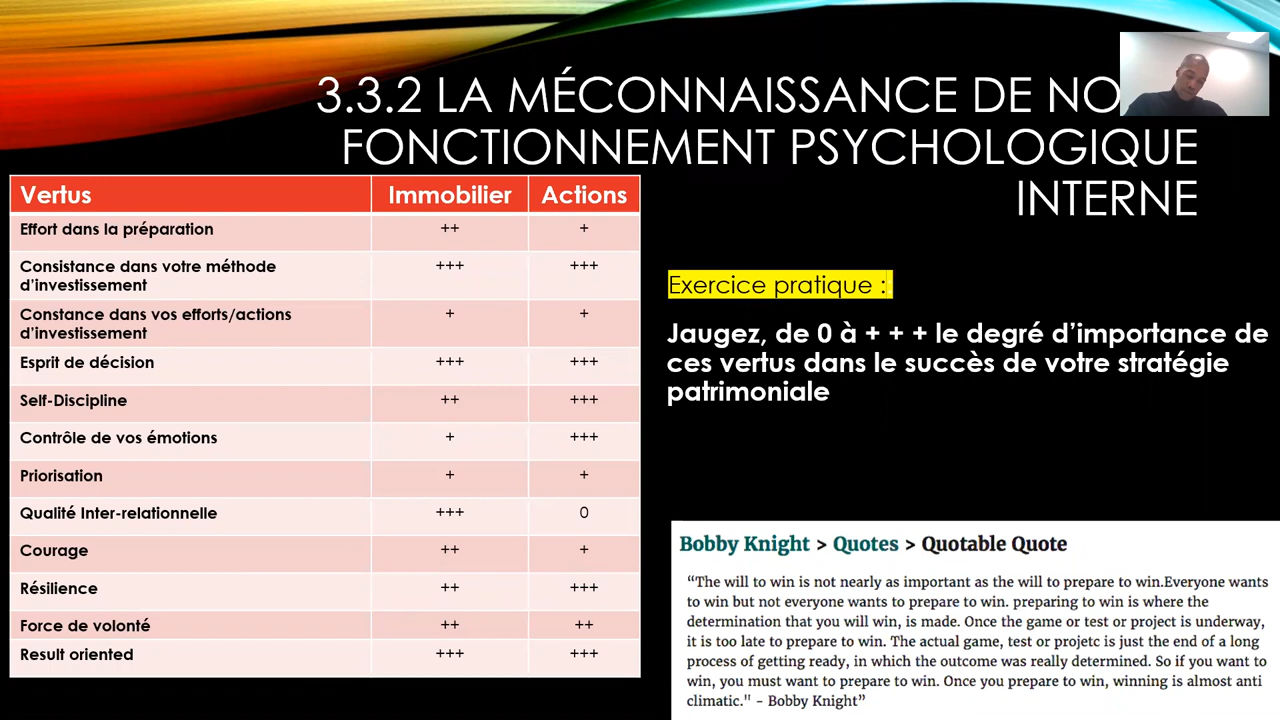 3.3.2 LA MÉCONNAISSANCE DE NO
FONCTIONNEMENT PSYCHOLOGIQUE
INTERNE
Vertus Immobilier Actions
Effort dans la préparation ++ +
Consistance dans votre méthode
d'investissement +++ +++
Constance dans vos efforts/actions
d'investissement + +
Esprit de décision +++ +++
Self-Discipline ++ +++
Contrôle de vos émotions + +++
Priorisation + +
Qualité Inter-relationnelle +++ 0
Courage ++ +
Résilience ++ +++
Force de volonté ++ ++
Result oriented +++ +++
Exercice pratique :
Jaugez, de 0 à + + + le degré d'importance de
ces vertus dans le succès de votre stratégie
patrimoniale
Bobby Knight > Quotes > Quotable Quote
“The will to win is not nearly as important as the will to prepare to win.Everyone wants
to win but not everyone wants to prepare to win. preparing to win is where the
determination that you will win, is made. Once the game or test or project is underway,
it is too late to prepare to win. The actual game, test or projetc is just the end of a long
process of getting ready, in which the outcome was really determined. So if you want to
win, you must want to prepare to win. Once you prepare to win, winning is almost anti
climatic." - Bobby Knight”